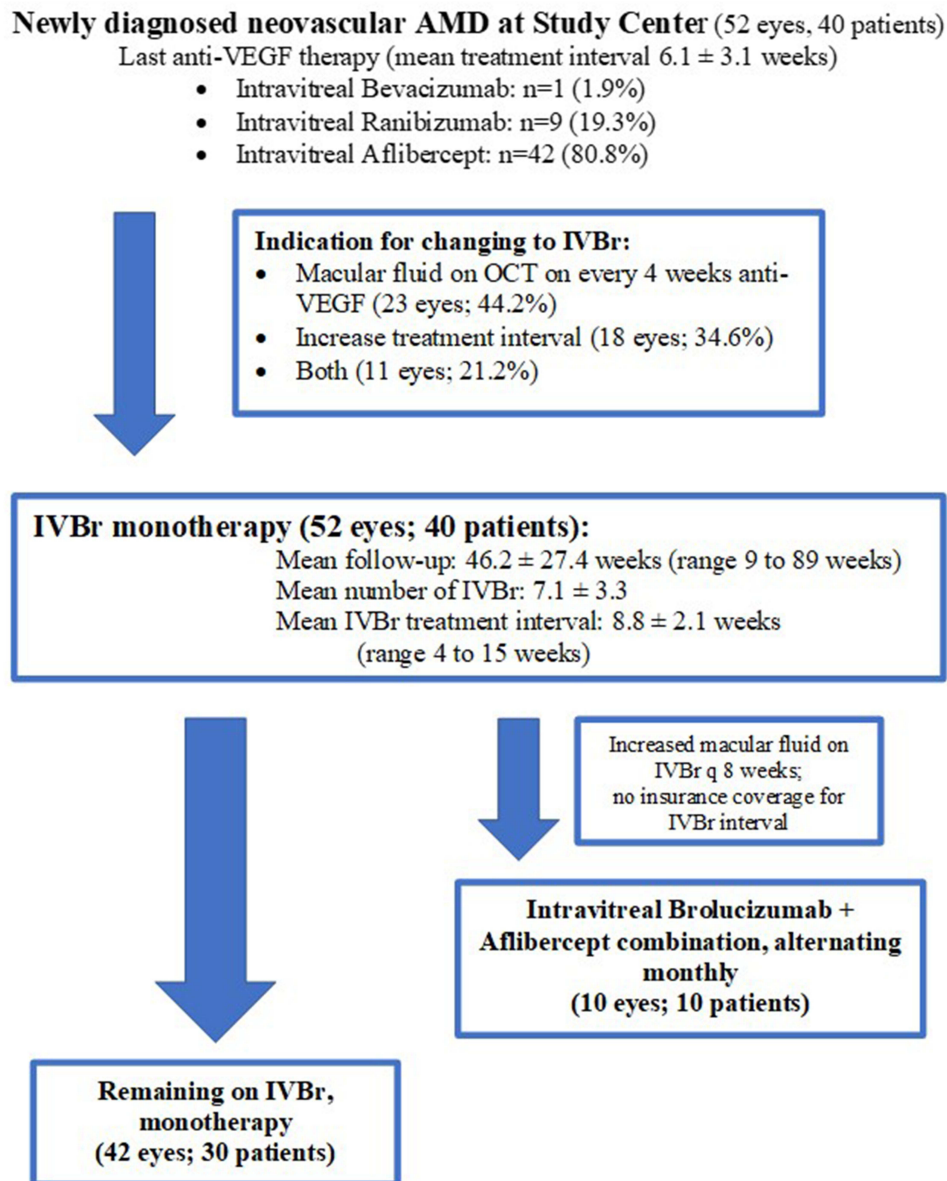 Newly diagnosed neovascular AMD at Study Center (52 eyes, 40 patients)
Last anti-VEGF therapy (mean treatment interval 6.1 ± 3.1 weeks)
• Intravitreal Bevacizumab: n=1 (1.9%)
• Intravitreal Ranibizumab: n=9 (19.3%)
• Intravitreal Aflibercept: n=42 (80.8%)
Indication for changing to IVBr:
• Macular fluid on OCT on every 4 weeks anti-
VEGF (23 eyes; 44.2%)
• Increase treatment interval (18 eyes; 34.6%)
• Both (11 eyes; 21.2%)
IVBr monotherapy (52 eyes; 40 patients):
Mean follow-up: 46.2 ± 27.4 weeks (range 9 to 89 weeks)
Mean number of IVBr: 7.1 ± 3.3
Mean IVBr treatment interval: 8.8 ± 2.1 weeks
(range 4 to 15 weeks)
Increased macular fluid on
IVBr q 8 weeks;
no insurance coverage for
IVBr interval
Intravitreal Brolucizumab +
Aflibercept combination, alternating
monthly
(10 eyes; 10 patients)
Remaining on IVBr,
monotherapy
(42 eyes; 30 patients)